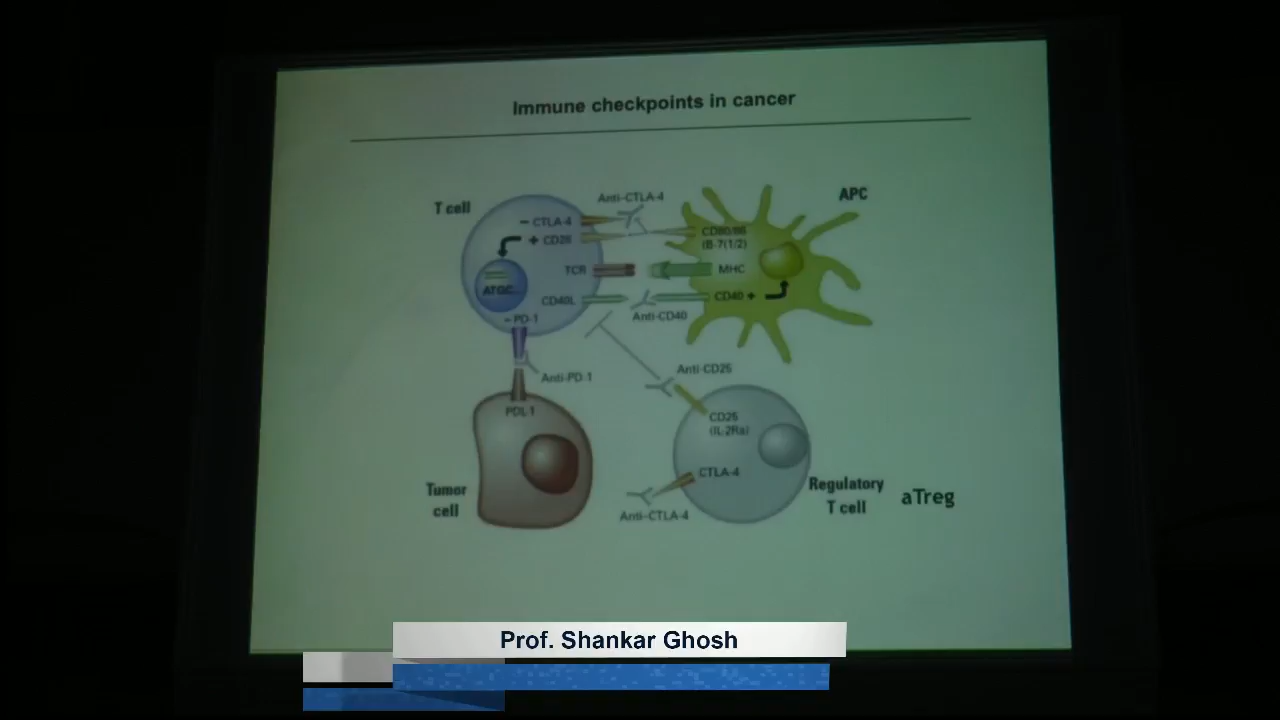 Immune checkpoints in cancer
T cell
Anti-CTLA-4
APC
- CTLA-4
+ CD28
CD80/86
(B-7(1/2)
TCR
MHC
ATGC..
CD40L
CD40 +
- PD-1
Anti-CD40
Anti-PD-1
Anti-CD25
PDL-1
CD25
(IL-2Ra)
CTLA-4
Tumor
cell
Regulatory
T cell
aTreg
Anti-CTLA-4
Prof. Shankar Ghosh